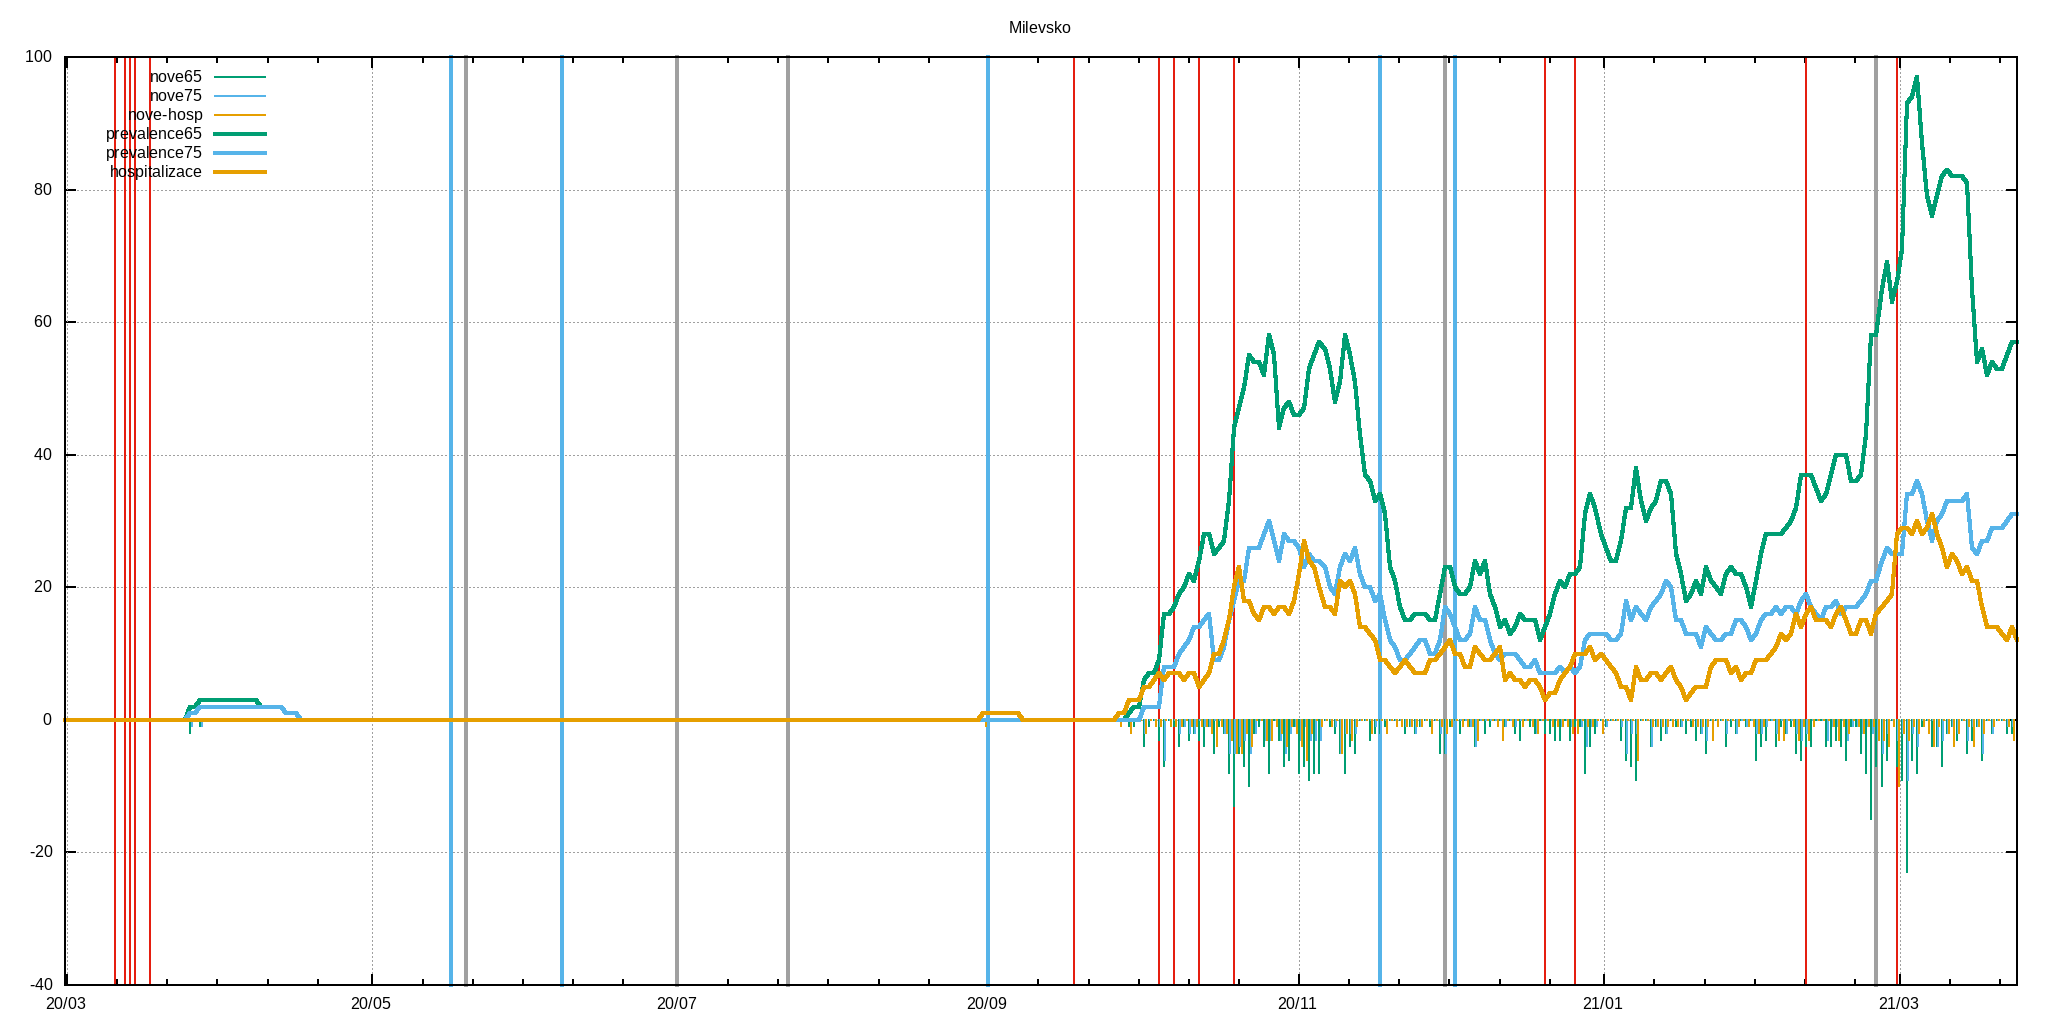 Milevsko
100
nove65
nove75
nove-hosp
prevalence65
prevalence75
hospitalizace
80
60
40
20
0
-20
-40
20/03 20/05 20/07 20/09 20/11 21/01 21/03